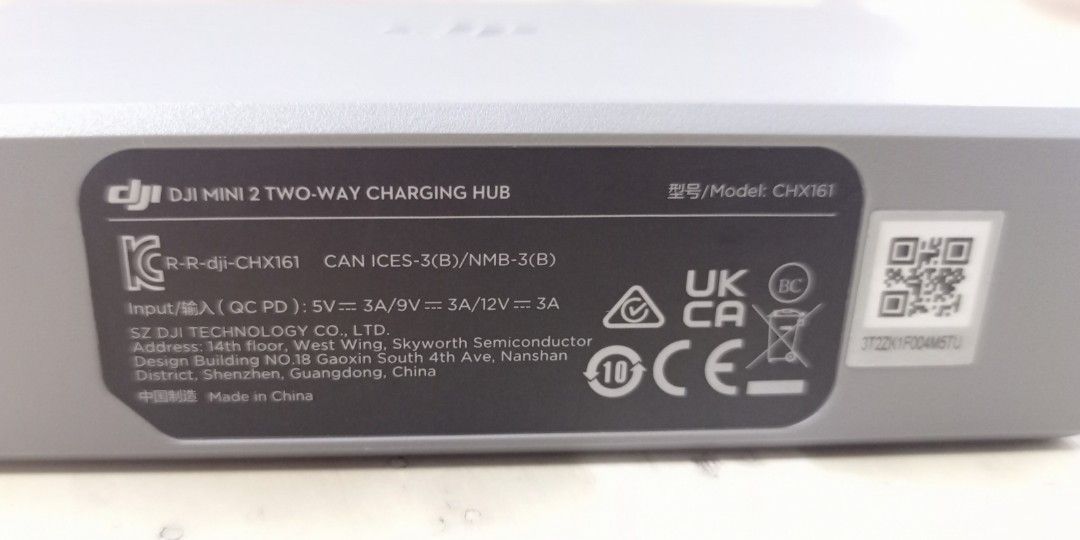 dji DJI MINI 2 TWO-WAY CHARGING HUB
型号/Model: CHX161
R-R-dji-CHX161 CAN ICES-3(B)/NMB-3(B)
Input/输入 (QC PD): 5V⎓3A/9V⎓3A/12V⎓3A
SZ DJI TECHNOLOGY CO., LTD.
Address: 14th floor, West Wing, Skyworth Semiconductor
Design Building NO.18 Gaoxin South 4th Ave, Nanshan
District, Shenzhen, Guangdong, China
中国制造 Made in China
UK
CA
BC
10
CE